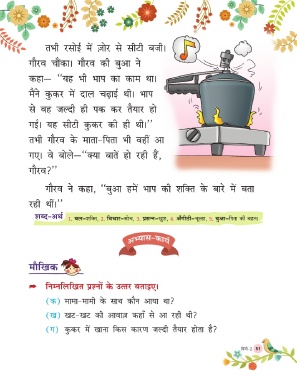 तभी रसोई में ज़ोर से सीटी बजी।
गौरव चौंका। गौरव की बुआ ने
कहा— “यह भी भाप का काम था।
मैंने कुकर में दाल चढ़ाई थी। भाप
से वह जल्दी ही पक कर तैयार हो
गई। यह सीटी कुकर की ही थी।”
तभी गौरव के माता-पिता भी वहीं आ
गए। वे बोले—“क्या बातें हो रही हैं,
गौरव?”
गौरव ने कहा, “बुआ हमें भाप की शक्ति के बारे में बता
रही थीं।”
शब्द-अर्थ 1. बल-शक्ति, 2. विचार-सोच, 3. प्रसन्न-खुश, 4. अँगीठी-चूल्हा, 5. बुआ-पिता की बहन।
अभ्यास-कार्य
मौखिक
निम्नलिखित प्रश्नों के उत्तर बताइए।
(क) मामा-मामी के साथ कौन आया था?
(ख) खट-खट की आवाज़ कहाँ से आ रही थी?
(ग) कुकर में खाना किस कारण जल्दी तैयार होता है?
51